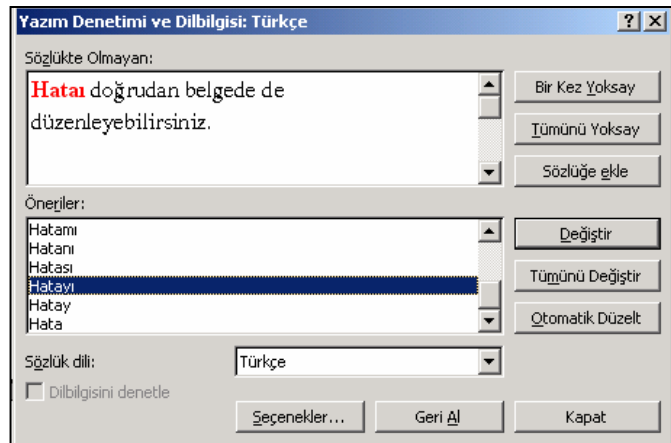 Yazım Denetimi ve Dilbilgisi: Türkçe
Sözlükte Olmayan:
Hataı doğrudan belgede de
düzenleyebilirsiniz.
Bir Kez Yoksay
Tümünü Yoksay
Sözlüğe ekle
Öneriler:
Hatamı
Hatanı
Hatası
Hatayı
Hatay
Hata
Değiştir
Tümünü Değiştir
Otomatik Düzelt
Sözlük dili:
Türkçe
Dilbilgisini denetle
Seçenekler...
Geri Al
Kapat